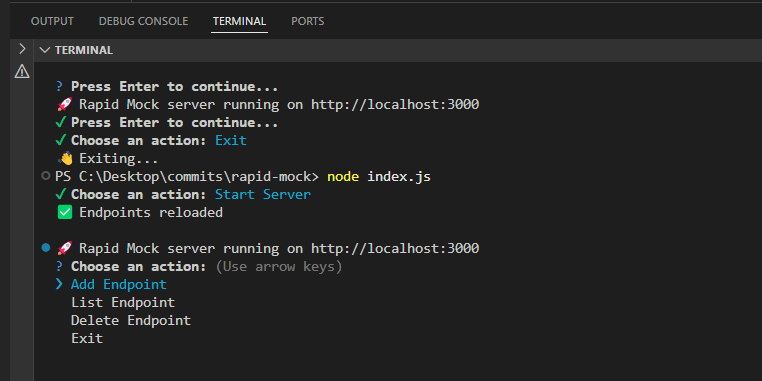 OUTPUT DEBUG CONSOLE TERMINAL PORTS
TERMINAL
? Press Enter to continue...
🚀 Rapid Mock server running on http://localhost:3000
✓ Press Enter to continue...
✓ Choose an action: Exit
👋 Exiting...
PS C:\Desktop\commits\rapid-mock> node index.js
✓ Choose an action: Start Server
✅ Endpoints reloaded
🚀 Rapid Mock server running on http://localhost:3000
? Choose an action: (Use arrow keys)
❯ Add Endpoint
List Endpoint
Delete Endpoint
Exit